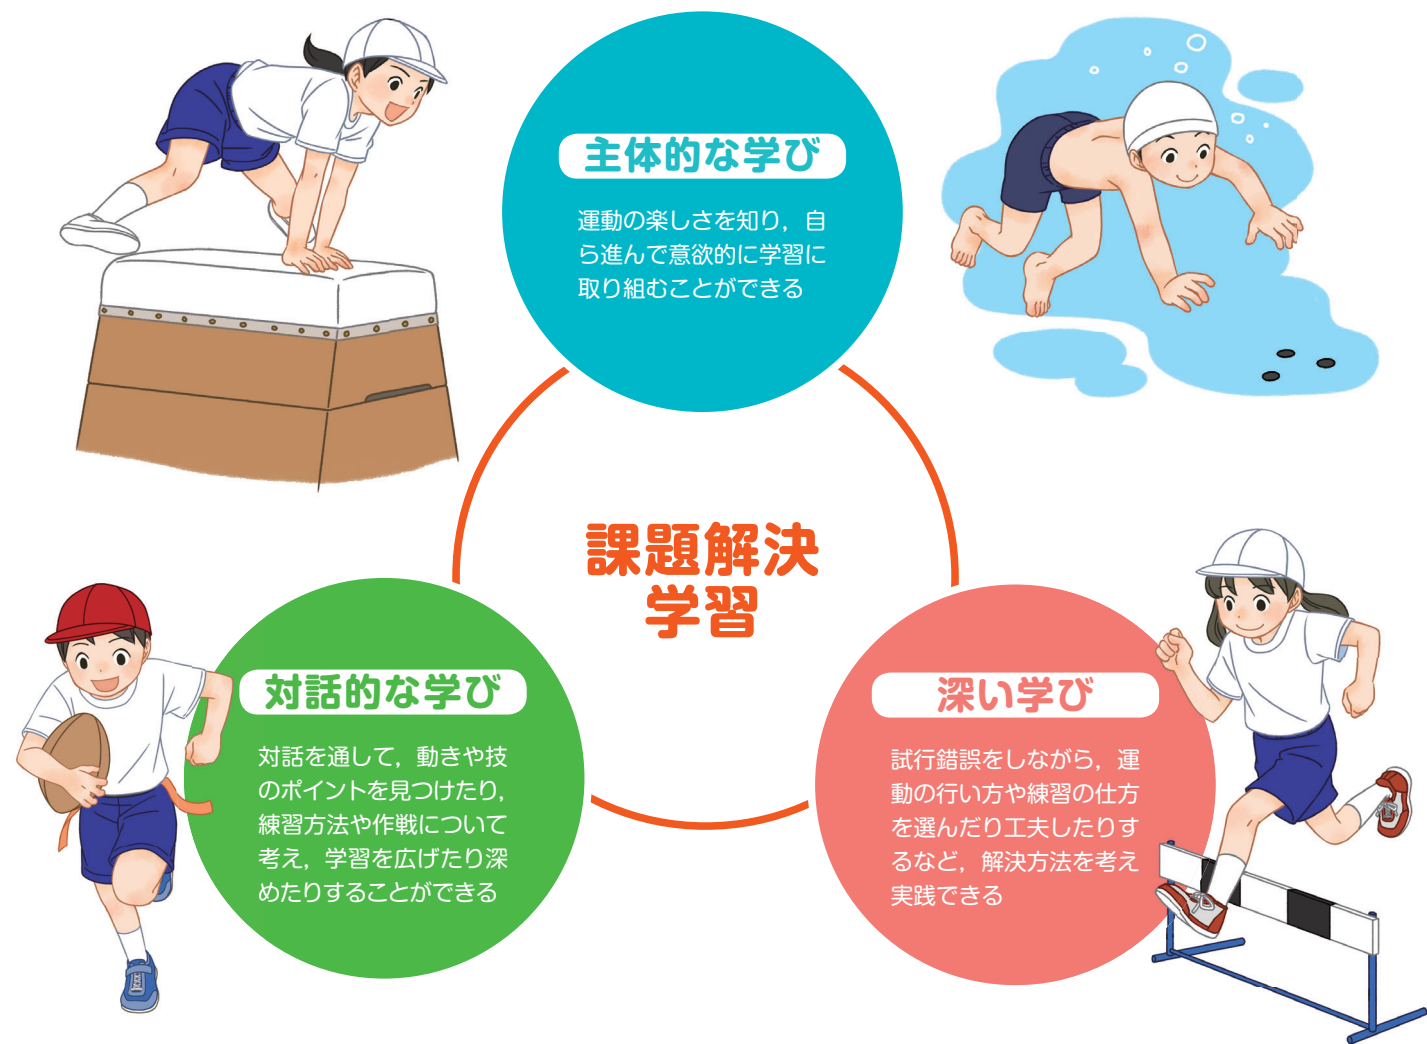 主体的な学び
運動の楽しさを知り，自
ら進んで意欲的に学習に
取り組むことができる
課題解決
学習
対話的な学び
対話を通して，動きや技
のポイントを見つけたり，
練習方法や作戦について
考え，学習を広げたり深
めたりすることができる
深い学び
試行錯誤をしながら，運
動の行い方や練習の仕方
を選んだり工夫したりす
るなど，解決方法を考え
実践できる